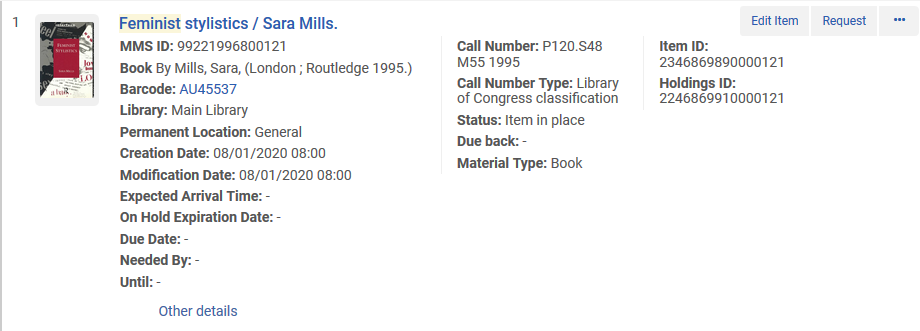 1
Feminist stylistics / Sara Mills.
Edit Item
Request
MMS ID: 99221996800121
Book By Mills, Sara, (London ; Routledge 1995.)
Barcode: AU45537
Library: Main Library
Permanent Location: General
Creation Date: 08/01/2020 08:00
Modification Date: 08/01/2020 08:00
Expected Arrival Time: -
On Hold Expiration Date: -
Due Date: -
Needed By: -
Until: -
Other details
Call Number: P120.S48
M55 1995
Call Number Type: Library
of Congress classification
Status: Item in place
Due back: -
Material Type: Book
Item ID:
2346869890000121
Holdings ID:
2246869910000121
FEMINIST
STYLISTICS